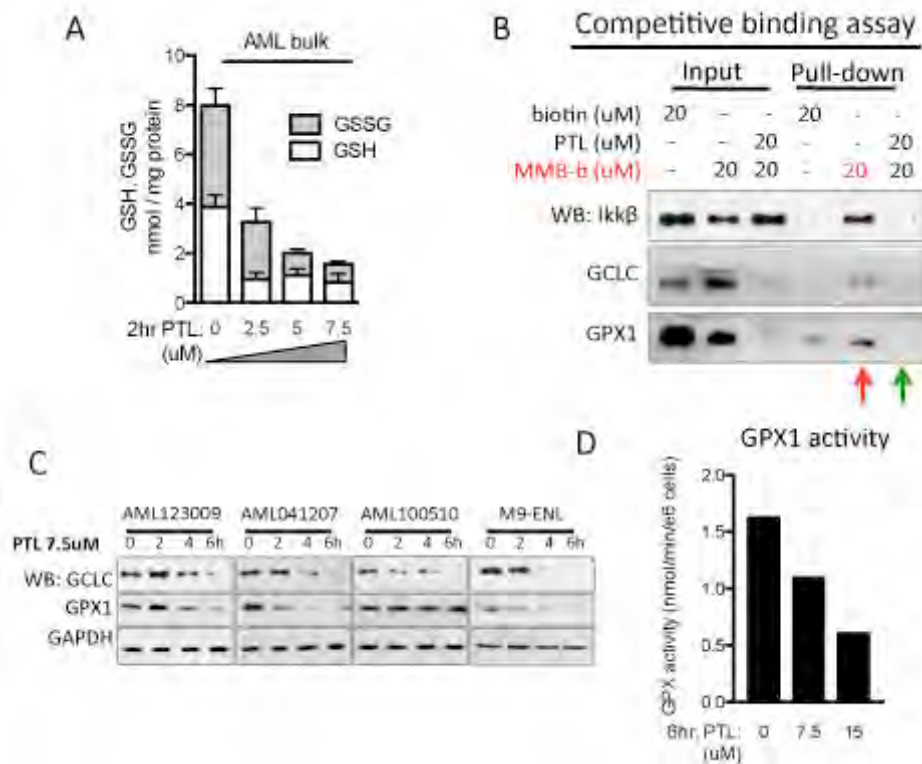 A
AML bulk
10
8
6
4
2
0
GSH, GSSG
nmol / mg protein
GSSG
GSH
2hr PTL: 0 2.5 5 7.5
(uM)
B
Competitive binding assay
Input Pull-down
biotin (uM) 20 - - 20 - -
PTL (uM) - - 20 - - 20
MMB-B (uM) - 20 20 - 20 20
WB: Ikkβ
GCLC
GPX1
C
AML123009 AML041207 AML100510 M9-ENL
PTL 7.5uM 0 2 4 6h 0 2 4 6h 0 2 4 6h 0 2 4 6h
WB: GCLC
GPX1
GAPDH
D
GPX1 activity
2.0
1.5
1.0
0.5
0.0
GPX activity (nmol/min/e6 cells)
6hr. PTL: 0 7.5 15
(uM)